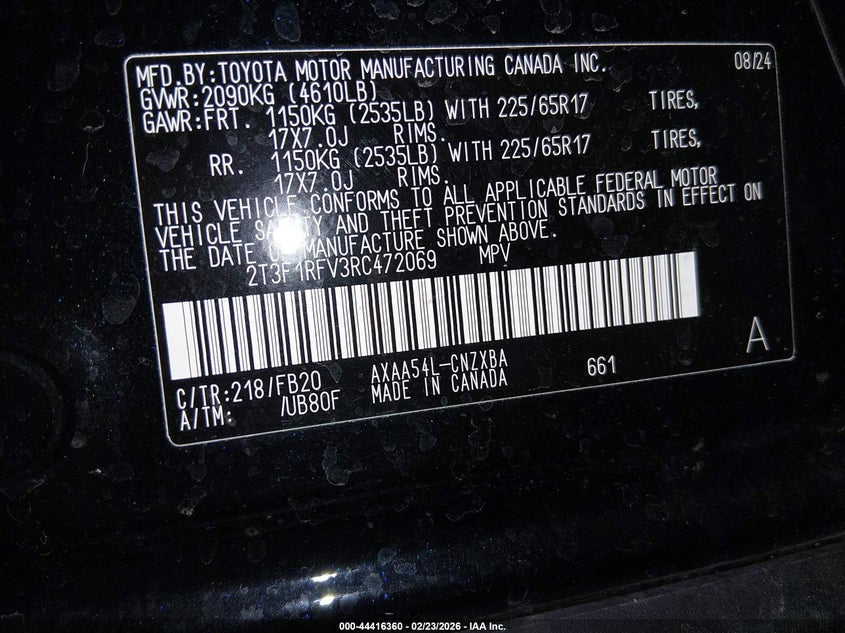 MFD.BY:TOYOTA MOTOR MANUFACTURING CANADA INC. 08/24
GVWR:2090KG (4610LB)
GAWR:FRT. 1150KG (2535LB) WITH 225/65R17 TIRES,
17X7.0J RIMS.
RR. 1150KG (2535LB) WITH 225/65R17 TIRES,
17X7.0J RIMS.
THIS VEHICLE CONFORMS TO ALL APPLICABLE FEDERAL MOTOR
VEHICLE SAFETY AND THEFT PREVENTION STANDARDS IN EFFECT ON
THE DATE OF MANUFACTURE SHOWN ABOVE.
2T3F1RFV3RC472069 MPV
A
C/TR:218/FB20 AXAA54L-CNZXBA 661
A/TM: /UB80F MADE IN CANADA
000-44416360 - 02/23/2026 - IAA Inc.